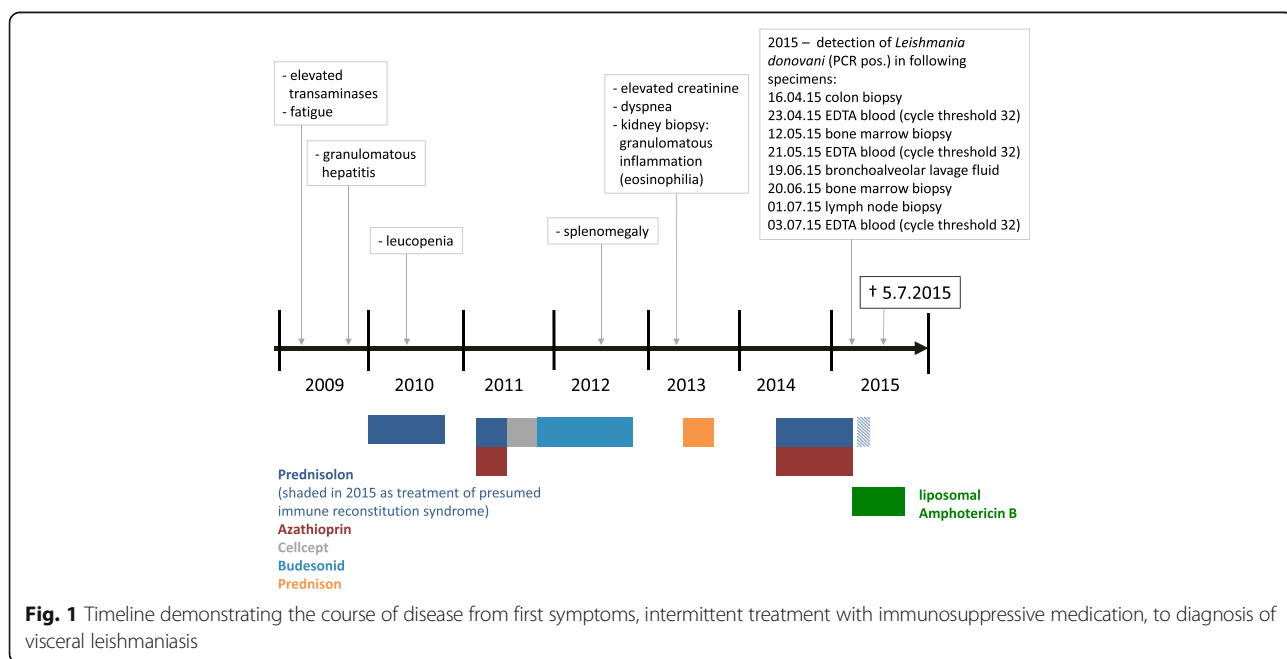 - elevated
transaminases
- fatigue
- granulomatous
hepatitis
- leucopenia
- splenomegaly
- elevated creatinine
- dyspnea
- kidney biopsy:
granulomatous
inflammation
(eosinophilia)
2015 – detection of Leishmania
donovani (PCR pos.) in following
specimens:
16.04.15 colon biopsy
23.04.15 EDTA blood (cycle threshold 32)
12.05.15 bone marrow biopsy
21.05.15 EDTA blood (cycle threshold 32)
19.06.15 bronchoalveolar lavage fluid
20.06.15 bone marrow biopsy
01.07.15 lymph node biopsy
03.07.15 EDTA blood (cycle threshold 32)
† 5.7.2015
2009 2010 2011 2012 2013 2014 2015
Prednisolon
(shaded in 2015 as treatment of presumed
immune reconstitution syndrome)
Azathioprin
Cellcept
Budesonid
Prednison
liposomal
Amphotericin B
Fig. 1 Timeline demonstrating the course of disease from first symptoms, intermittent treatment with immunosuppressive medication, to diagnosis of
visceral leishmaniasis